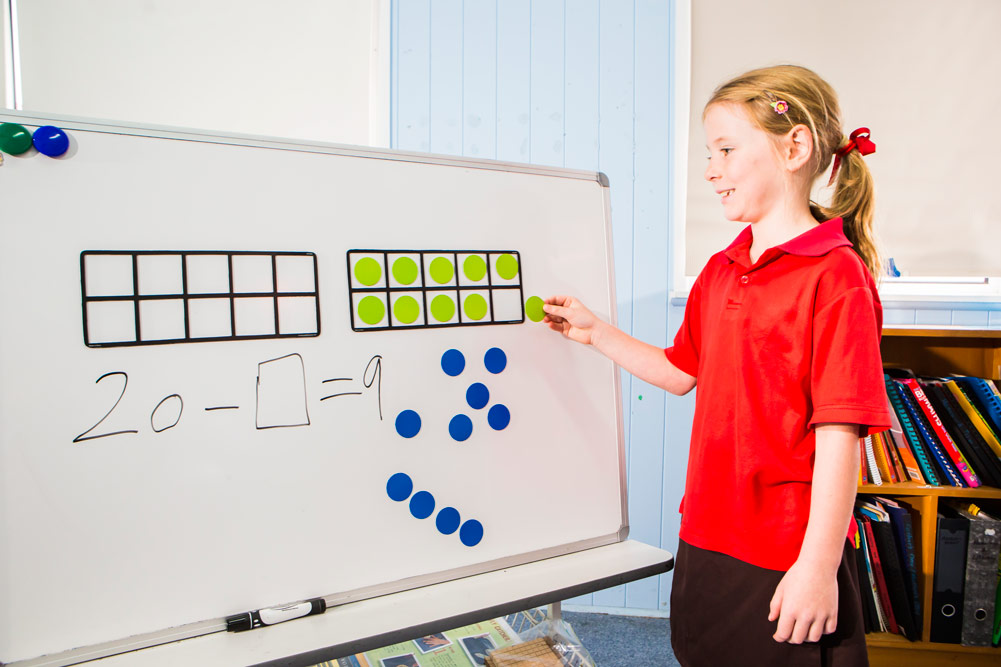 20 - □ = 9